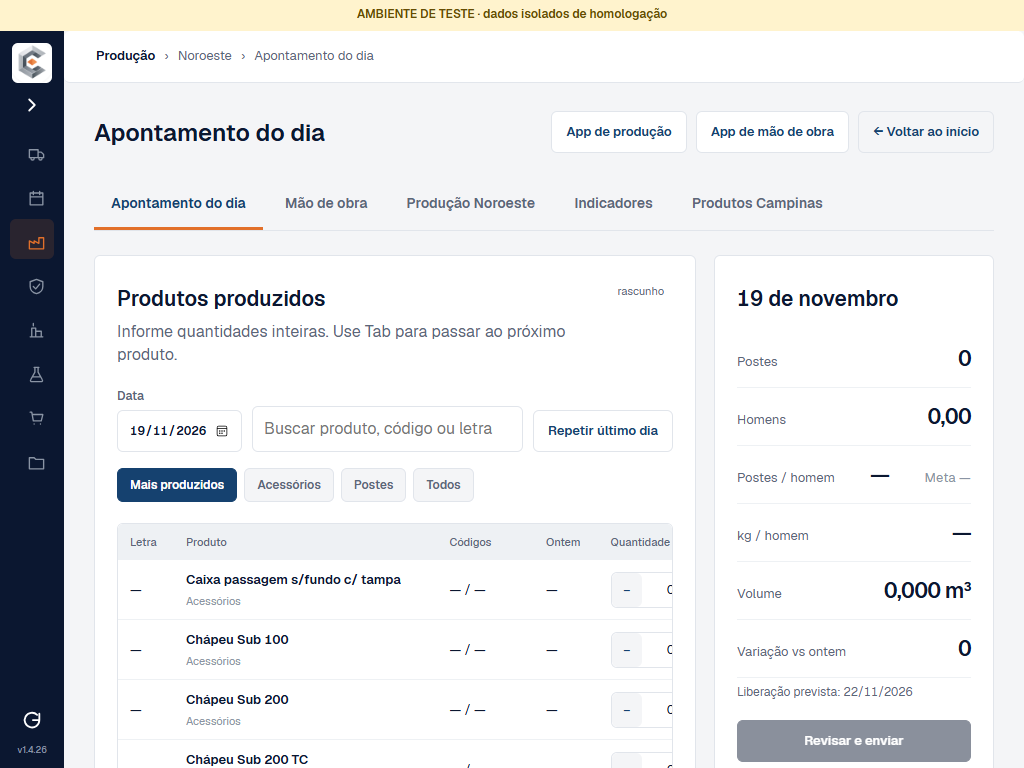 AMBIENTE DE TESTE · dados isolados de homologação
Produção › Noroeste › Apontamento do dia
Apontamento do dia
App de produção
App de mão de obra
← Voltar ao início
Apontamento do dia
Mão de obra
Produção Noroeste
Indicadores
Produtos Campinas
Produtos produzidos
rascunho
Informe quantidades inteiras. Use Tab para passar ao próximo
produto.
Data
19/11/2026
Buscar produto, código ou letra
Repetir último dia
Mais produzidos
Acessórios
Postes
Todos
Letra Produto Códigos Ontem Quantidade
— Caixa passagem s/fundo c/ tampa — / — — − 0
Acessórios
— Chápeu Sub 100 — / — — − 0
Acessórios
— Chápeu Sub 200 — / — — − 0
Acessórios
Chápeu Sub 200 TC
19 de novembro
Postes 0
Homens 0,00
Postes / homem — Meta —
kg / homem —
Volume 0,000 m³
Variação vs ontem 0
Liberação prevista: 22/11/2026
Revisar e enviar
v1.4.26